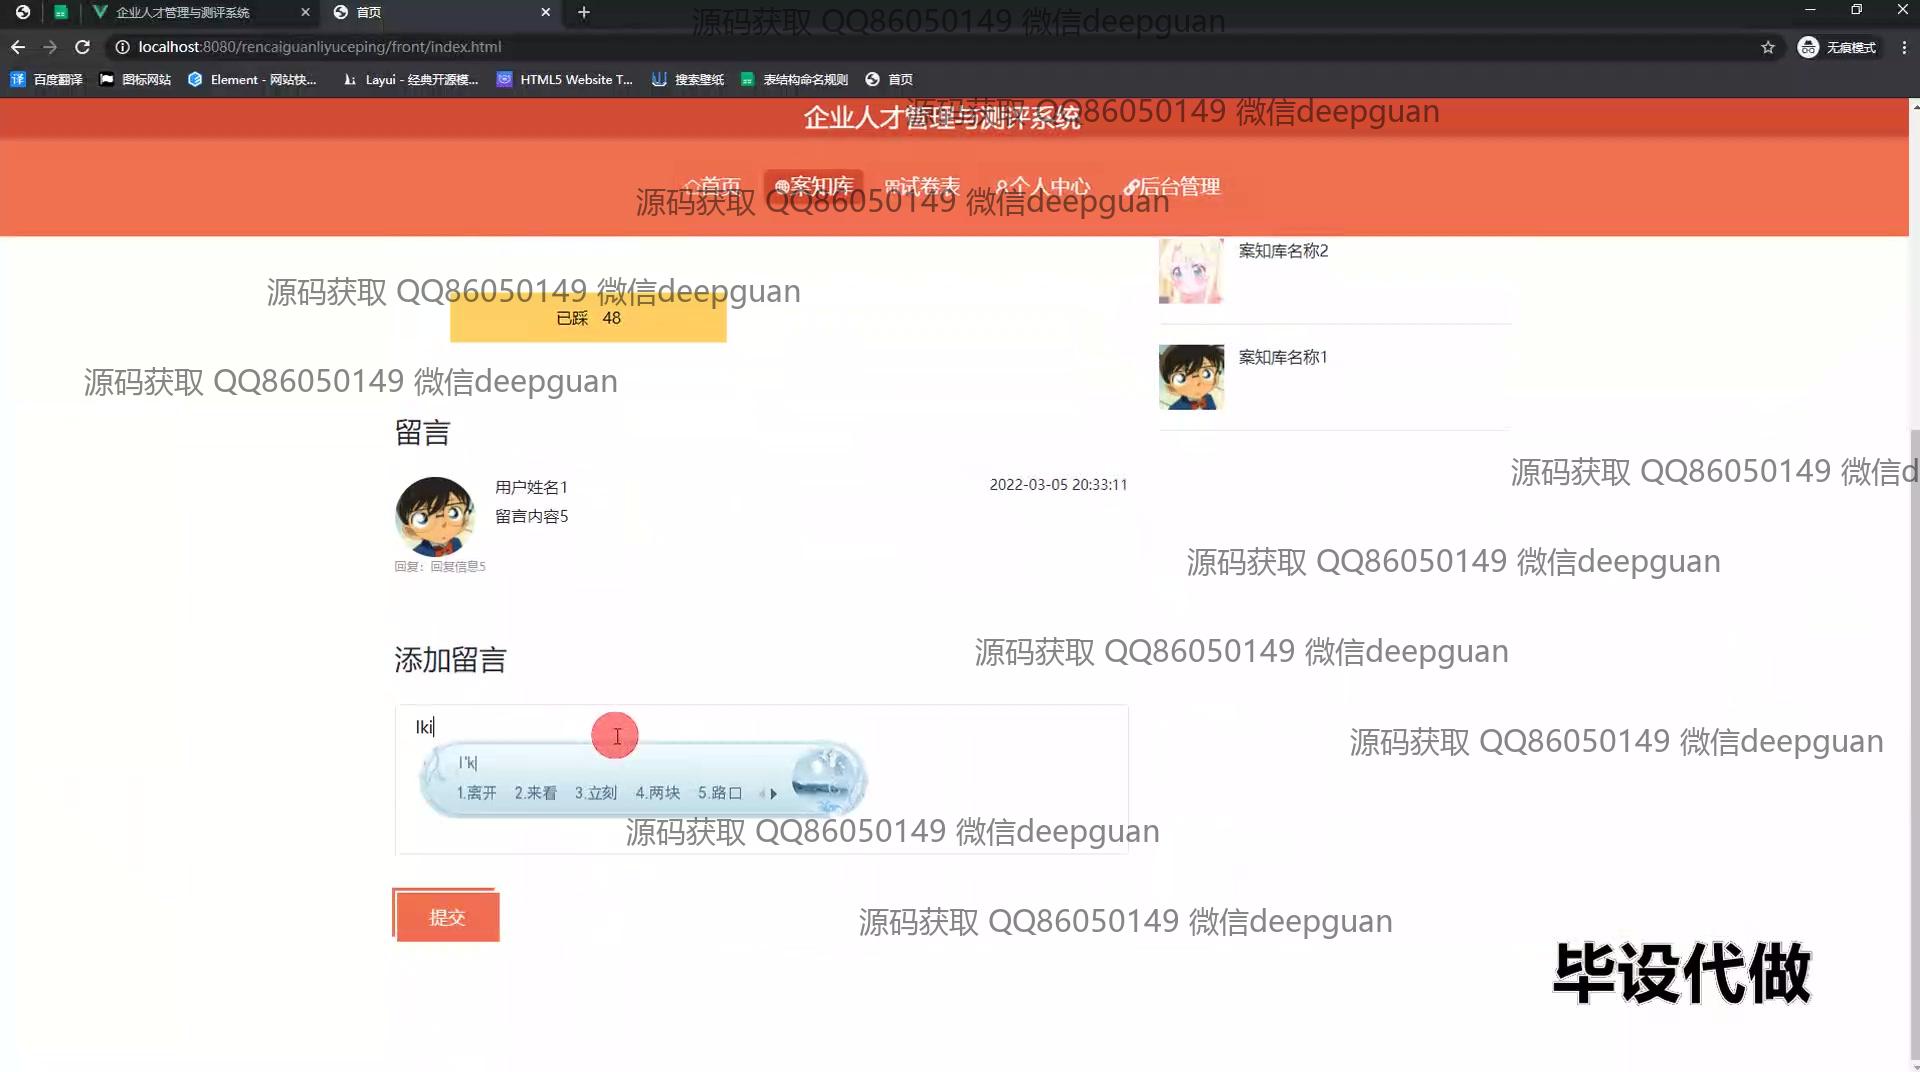 企业人才管理与测评系统
首页
源码获取 QQ86050149 微信deepguan
localhost:8080/rencaiguanliyuceping/front/index.html
无痕模式
百度翻译
图标网站
Element - 网站快...
Layui - 经典开源模...
HTML5 Website T...
搜索壁纸
表结构命名规则
首页
企业人才管理与测评系统
源码获取 QQ86050149 微信deepguan
首页
案知库
试卷表
个人中心
后台管理
源码获取 QQ86050149 微信deepguan
案知库名称2
源码获取 QQ86050149 微信deepguan
已踩 48
案知库名称1
源码获取 QQ86050149 微信deepguan
留言
源码获取 QQ86050149 微信d
用户姓名1
2022-03-05 20:33:11
留言内容5
回复：回复信息5
源码获取 QQ86050149 微信deepguan
添加留言
源码获取 QQ86050149 微信deepguan
lki
l'k
1.离开 2.来看 3.立刻 4.两块 5.路口
源码获取 QQ86050149 微信deepguan
源码获取 QQ86050149 微信deepguan
提交
源码获取 QQ86050149 微信deepguan
毕设代做